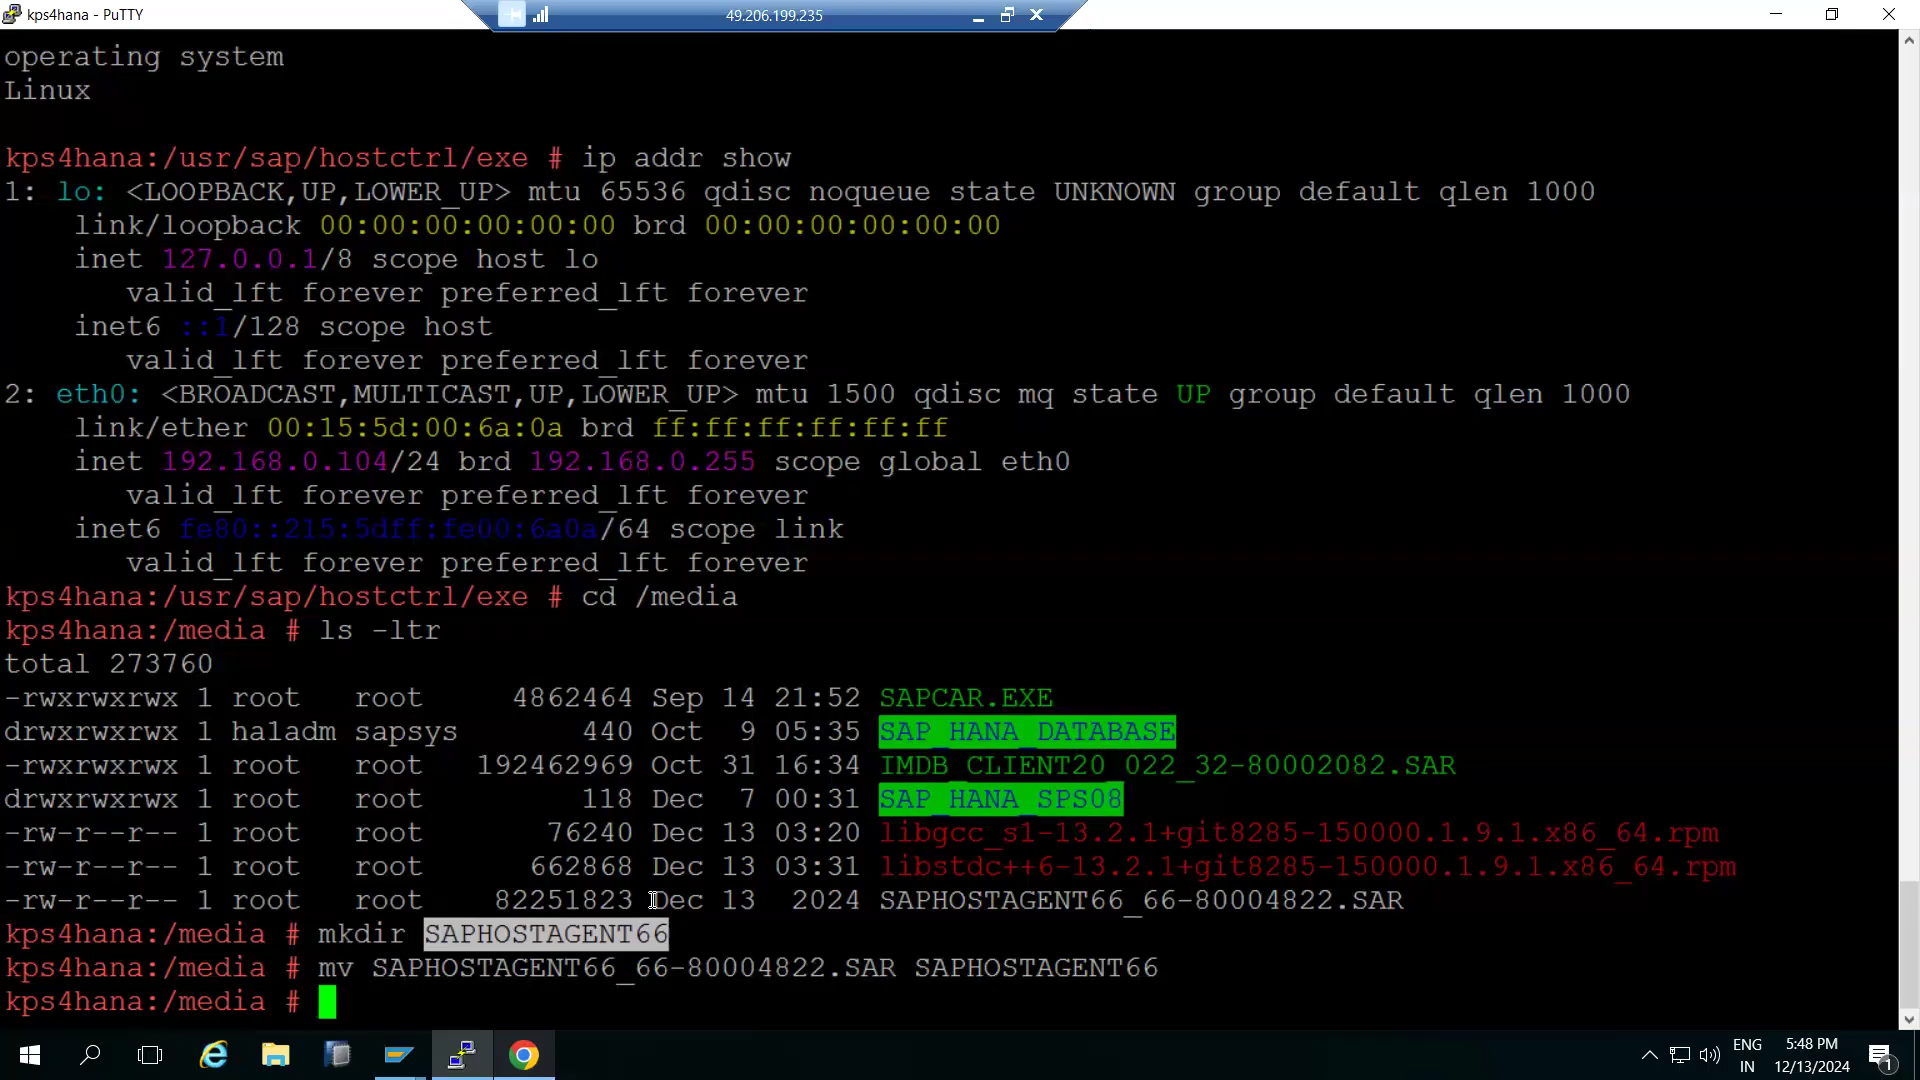 kps4hana - PuTTY
49.206.199.235
operating system
Linux
kps4hana:/usr/sap/hostctrl/exe # ip addr show
1: lo: <LOOPBACK,UP,LOWER_UP> mtu 65536 qdisc noqueue state UNKNOWN group default qlen 1000
link/loopback 00:00:00:00:00:00 brd 00:00:00:00:00:00
inet 127.0.0.1/8 scope host lo
valid_lft forever preferred_lft forever
inet6 ::1/128 scope host
valid_lft forever preferred_lft forever
2: eth0: <BROADCAST,MULTICAST,UP,LOWER_UP> mtu 1500 qdisc mq state UP group default qlen 1000
link/ether 00:15:5d:00:6a:0a brd ff:ff:ff:ff:ff:ff
inet 192.168.0.104/24 brd 192.168.0.255 scope global eth0
valid_lft forever preferred_lft forever
inet6 fe80::215:5dff:fe00:6a0a/64 scope link
valid_lft forever preferred_lft forever
kps4hana:/usr/sap/hostctrl/exe # cd /media
kps4hana:/media # ls -ltr
total 273760
-rwxrwxrwx 1 root root 4862464 Sep 14 21:52 SAPCAR.EXE
drwxrwxrwx 1 haladm sapsys 440 Oct 9 05:35 SAP_HANA_DATABASE
-rwxrwxrwx 1 root root 192462969 Oct 31 16:34 IMDB_CLIENT20_022_32-80002082.SAR
drwxrwxrwx 1 root root 118 Dec 7 00:31 SAP_HANA_SPS08
-rw-r--r-- 1 root root 76240 Dec 13 03:20 libgcc_s1-13.2.1+git8285-150000.1.9.1.x86_64.rpm
-rw-r--r-- 1 root root 662868 Dec 13 03:31 libstdc++6-13.2.1+git8285-150000.1.9.1.x86_64.rpm
-rw-r--r-- 1 root root 82251823 Dec 13 2024 SAPHOSTAGENT66_66-80004822.SAR
kps4hana:/media # mkdir SAPHOSTAGENT66
kps4hana:/media # mv SAPHOSTAGENT66_66-80004822.SAR SAPHOSTAGENT66
kps4hana:/media #
ENG
IN
5:48 PM
12/13/2024
1